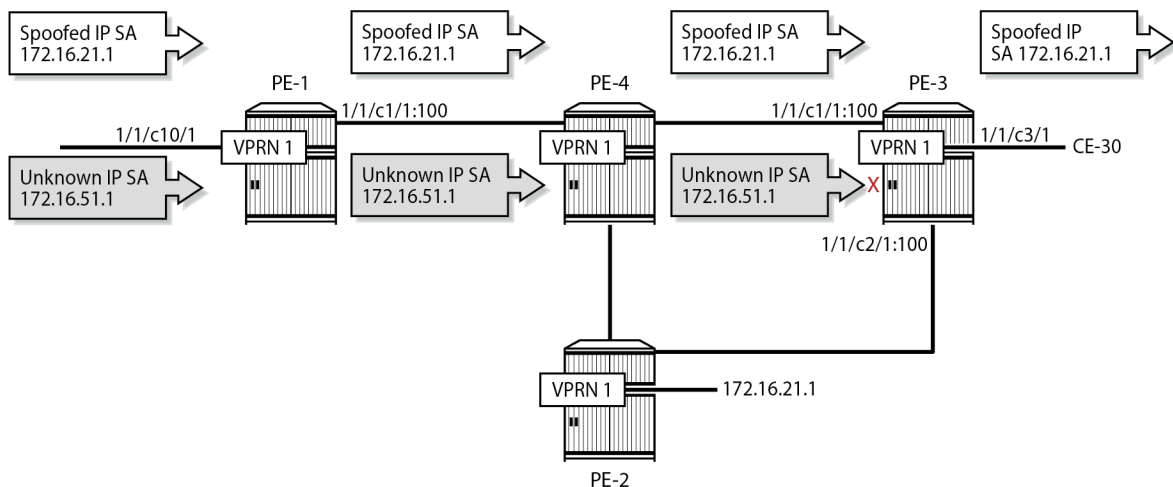 Spoofed IP SA
172.16.21.1
Spoofed IP SA
172.16.21.1
Spoofed IP SA
172.16.21.1
Spoofed IP
SA 172.16.21.1
PE-1
PE-4
PE-3
1/1/c1/1:100
1/1/c1/1:100
1/1/c10/1
VPRN 1
VPRN 1
VPRN 1
1/1/c3/1
CE-30
Unknown IP SA
172.16.51.1
Unknown IP SA
172.16.51.1
Unknown IP SA
172.16.51.1
X
1/1/c2/1:100
VPRN 1
172.16.21.1
PE-2